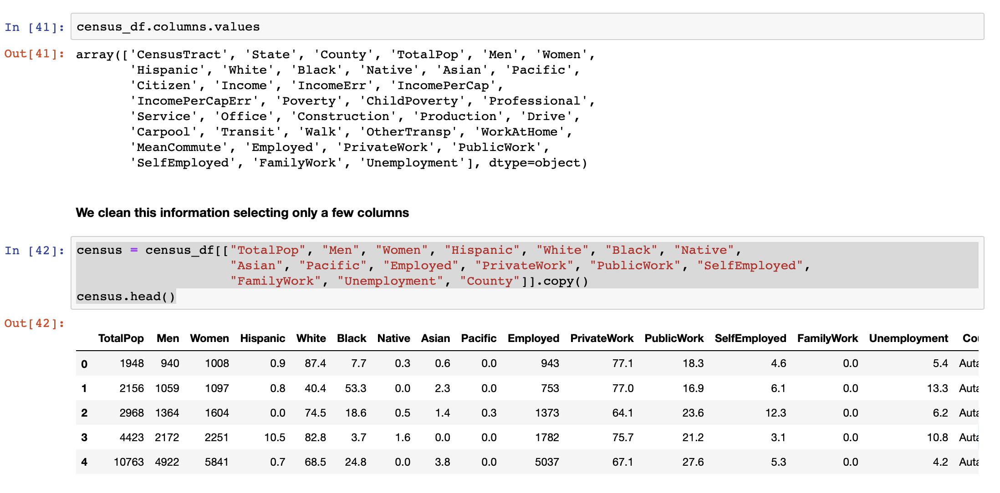 In [41]: census_df.columns.values
Out[41]: array(['CensusTract', 'State', 'County', 'TotalPop', 'Men', 'Women',
'Hispanic', 'White', 'Black', 'Native', 'Asian', 'Pacific',
'Citizen', 'Income', 'IncomeErr', 'IncomePerCap',
'IncomePerCapErr', 'Poverty', 'ChildPoverty', 'Professional',
'Service', 'Office', 'Construction', 'Production', 'Drive',
'Carpool', 'Transit', 'Walk', 'OtherTransp', 'WorkAtHome',
'MeanCommute', 'Employed', 'PrivateWork', 'PublicWork',
'SelfEmployed', 'FamilyWork', 'Unemployment'], dtype=object)
We clean this information selecting only a few columns
In [42]: census = census_df[["TotalPop", "Men", "Women", "Hispanic", "White", "Black", "Native",
"Asian", "Pacific", "Employed", "PrivateWork", "PublicWork", "SelfEmployed",
"FamilyWork", "Unemployment", "County"]].copy()
census.head()
Out[42]:
TotalPop Men Women Hispanic White Black Native Asian Pacific Employed PrivateWork PublicWork SelfEmployed FamilyWork Unemployment
0 1948 940 1008 0.9 87.4 7.7 0.3 0.6 0.0 943 77.1 18.3 4.6 0.0 5.4
1 2156 1059 1097 0.8 40.4 53.3 0.0 2.3 0.0 753 77.0 16.9 6.1 0.0 13.3
2 2968 1364 1604 0.0 74.5 18.6 0.5 1.4 0.3 1373 64.1 23.6 12.3 0.0 6.2
3 4423 2172 2251 10.5 82.8 3.7 1.6 0.0 0.0 1782 75.7 21.2 3.1 0.0 10.8
4 10763 4922 5841 0.7 68.5 24.8 0.0 3.8 0.0 5037 67.1 27.6 5.3 0.0 4.2